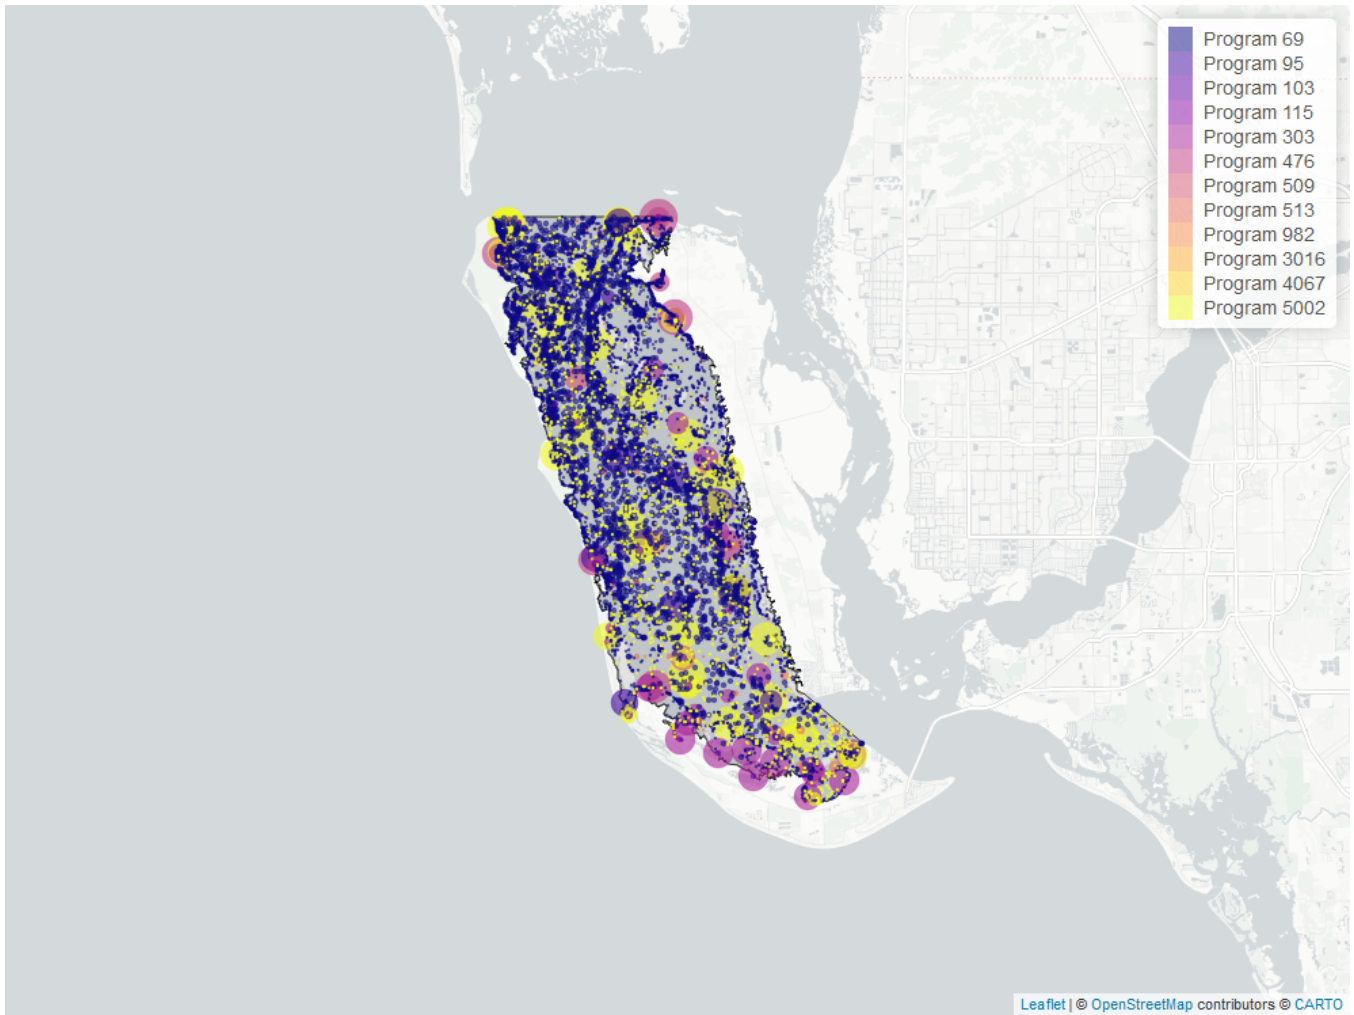 Program 69
Program 95
Program 103
Program 115
Program 303
Program 476
Program 509
Program 513
Program 982
Program 3016
Program 4067
Program 5002
Leaflet | © OpenStreetMap contributors © CARTO